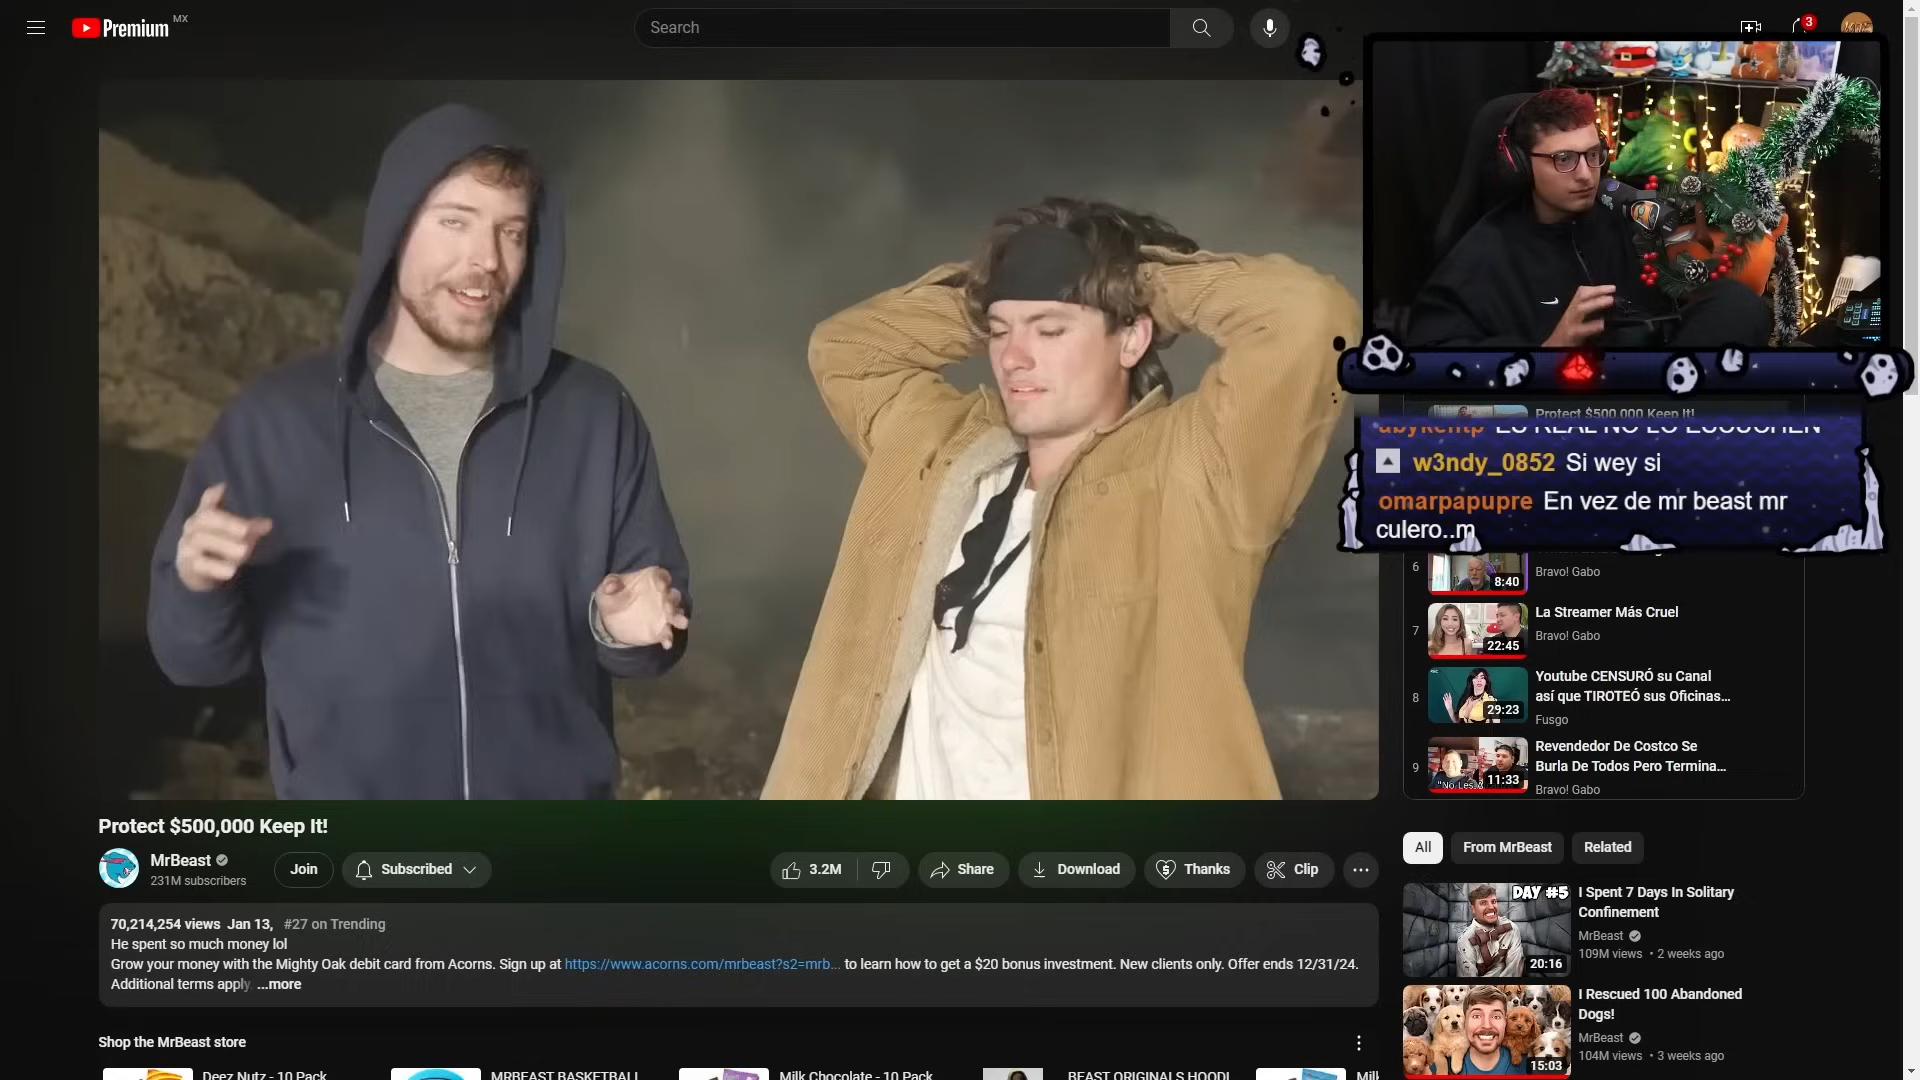 Premium MX
Search
3
Protect $500,000 Keep It!
abykentp ES REAL NO LO ESCUCHEN
w3ndy_0852 Si wey si
omarpapupre En vez de mr beast mr
culero..m
6
8:40
Bravo! Gabo
7
22:45
La Streamer Más Cruel
Bravo! Gabo
8
29:23
Youtube CENSURÓ su Canal
así que TIROTEÓ sus Oficinas...
Fusgo
9
11:33
Revendedor De Costco Se
Burla De Todos Pero Termina...
Bravo! Gabo
Protect $500,000 Keep It!
MrBeast
231M subscribers
Join
Subscribed
3.2M
Share
Download
Thanks
Clip
70,214,254 views Jan 13, #27 on Trending
He spent so much money lol
Grow your money with the Mighty Oak debit card from Acorns. Sign up at https://www.acorns.com/mrbeast?s2=mrb... to learn how to get a $20 bonus investment. New clients only. Offer ends 12/31/24.
Additional terms apply. ...more
Shop the MrBeast store
Deez Nutz - 10 Pack
MRBEAST BASKETBALL
Milk Chocolate - 10 Pack
BEAST ORIGINALS HOODI
All
From MrBeast
Related
DAY #5
20:16
I Spent 7 Days In Solitary
Confinement
MrBeast
109M views • 2 weeks ago
15:03
I Rescued 100 Abandoned
Dogs!
MrBeast
104M views • 3 weeks ago